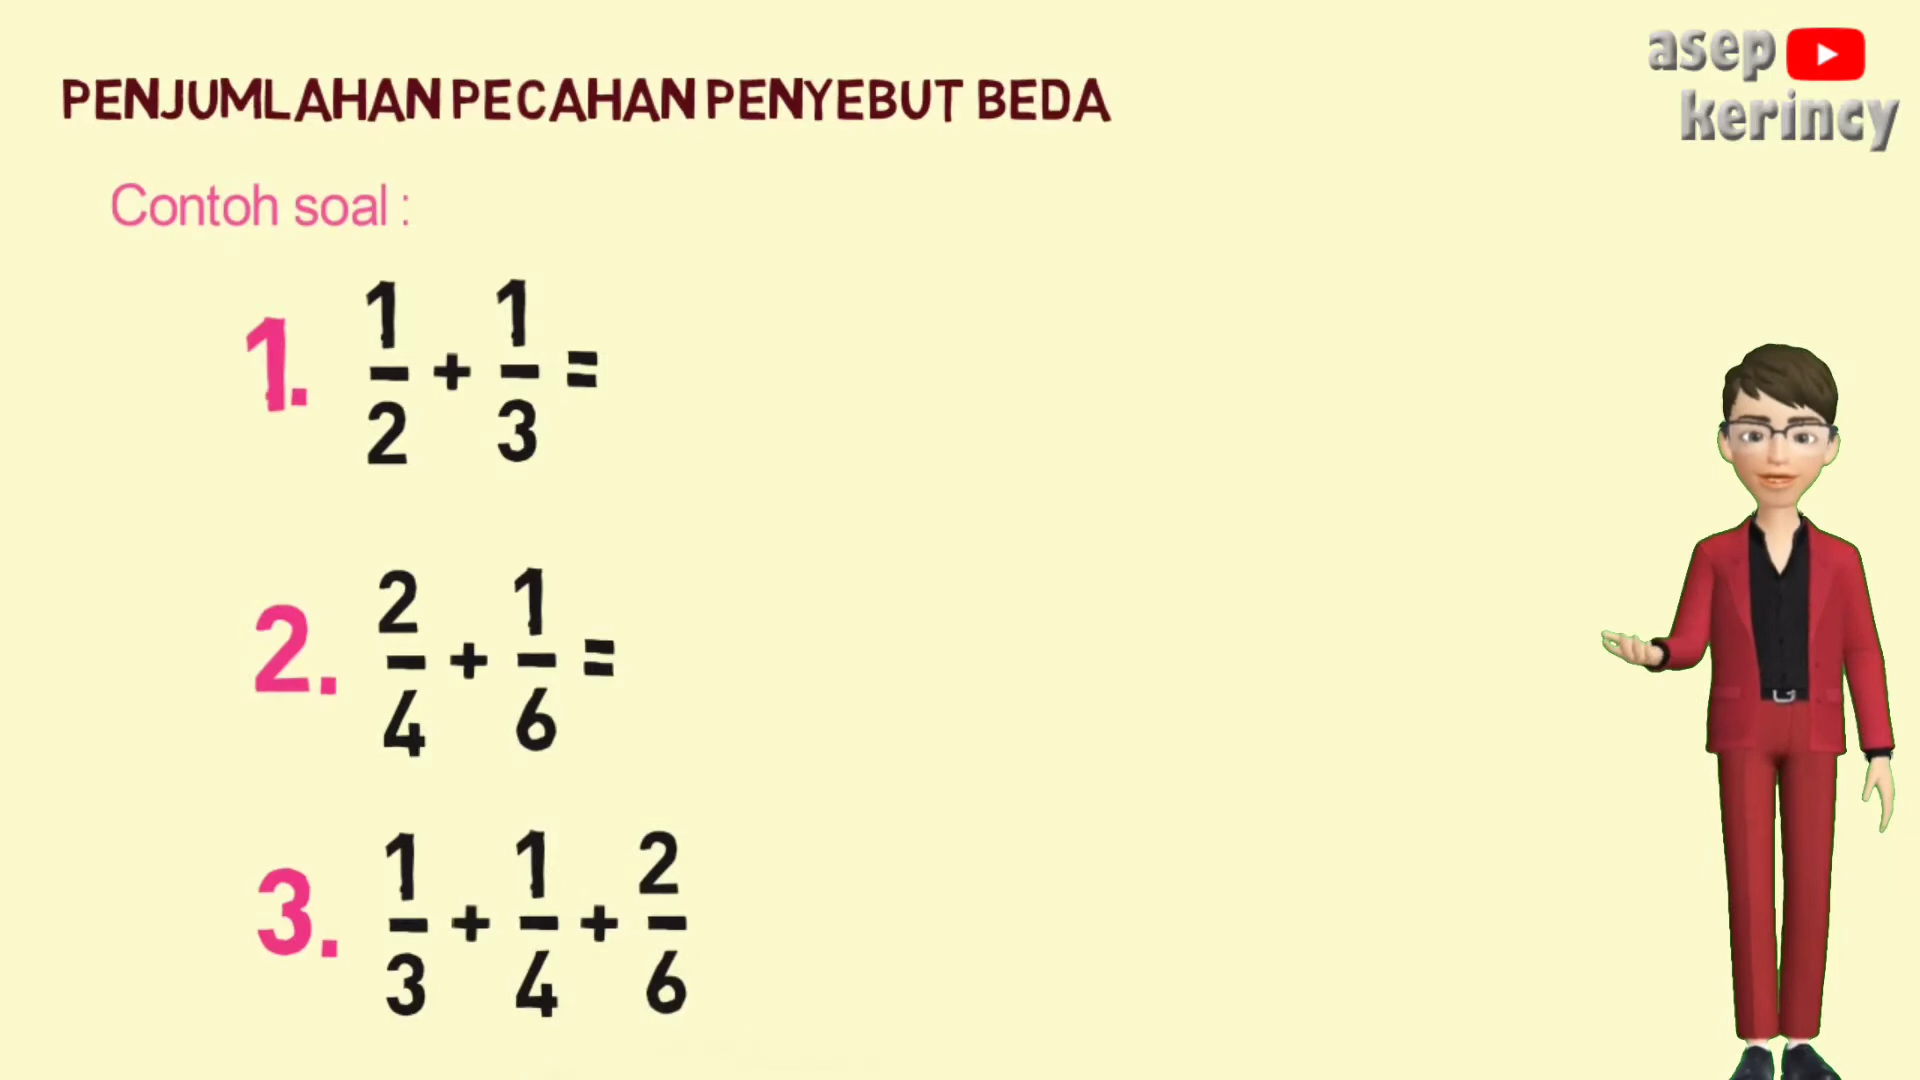 asep
kerincy
PENJUMLAHAN PECAHAN PENYEBUT BEDA
Contoh soal :
1. 1/2 + 1/3 =
2. 2/4 + 1/6 =
3. 1/3 + 1/4 + 2/6